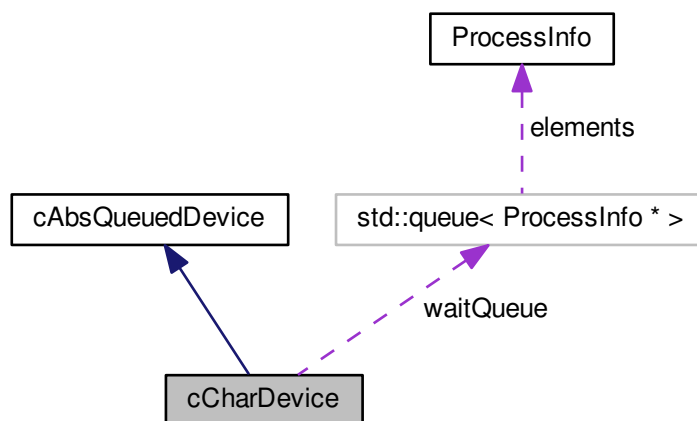 ProcessInfo
elements
cAbsQueuedDevice
std::queue< ProcessInfo * >
waitQueue
cCharDevice